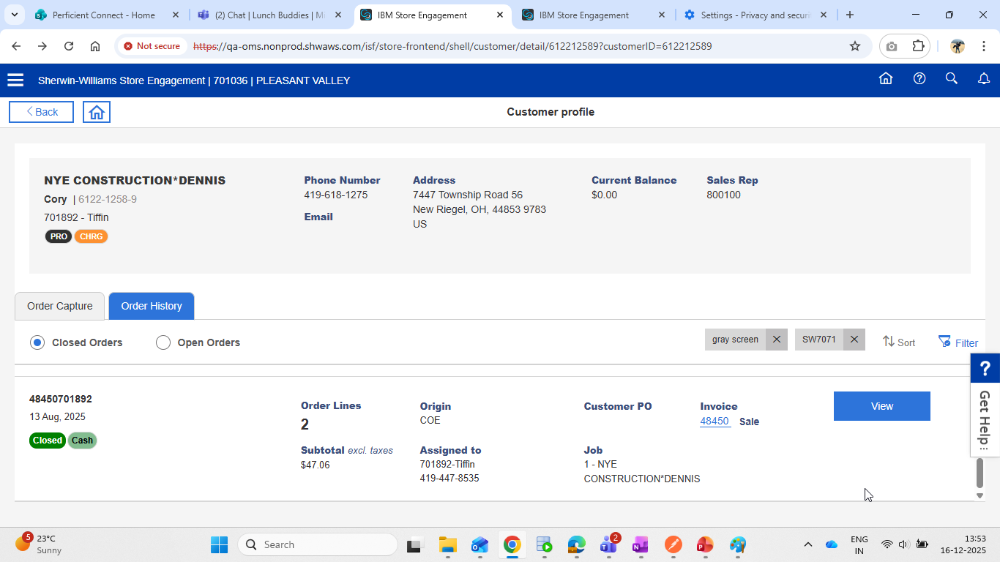 Perficient Connect - Home
(2) Chat | Lunch Buddies | Mi
IBM Store Engagement
IBM Store Engagement
Settings - Privacy and securi
Not secure
https://qa-oms.nonprod.shwaws.com/isf/store-frontend/shell/customer/detail/612212589?customerID=612212589
Sherwin-Williams Store Engagement | 701036 | PLEASANT VALLEY
Back
Customer profile
NYE CONSTRUCTION*DENNIS
Cory | 6122-1258-9
701892 - Tiffin
PRO CHRG
Phone Number
419-618-1275
Email
Address
7447 Township Road 56
New Riegel, OH, 44853 9783
US
Current Balance
$0.00
Sales Rep
800100
Order Capture
Order History
Closed Orders
Open Orders
gray screen
SW7071
Sort
Filter
48450701892
13 Aug, 2025
Closed Cash
Order Lines
2
Subtotal excl. taxes
$47.06
Origin
COE
Assigned to
701892-Tiffin
419-447-8535
Customer PO
Job
1 - NYE
CONSTRUCTION*DENNIS
Invoice
48450 Sale
View
?
Get Help
5
23°C
Sunny
Search
2
ENG
IN
13:53
16-12-2025